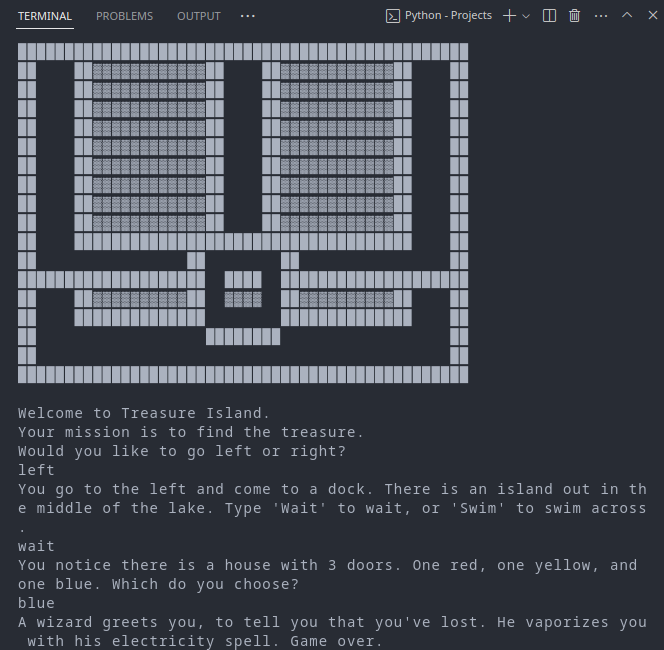 TERMINAL PROBLEMS OUTPUT ··· Python - Projects
Welcome to Treasure Island.
Your mission is to find the treasure.
Would you like to go left or right?
left
You go to the left and come to a dock. There is an island out in th
e middle of the lake. Type 'Wait' to wait, or 'Swim' to swim across
.
wait
You notice there is a house with 3 doors. One red, one yellow, and
one blue. Which do you choose?
blue
A wizard greets you, to tell you that you've lost. He vaporizes you
 with his electricity spell. Game over.